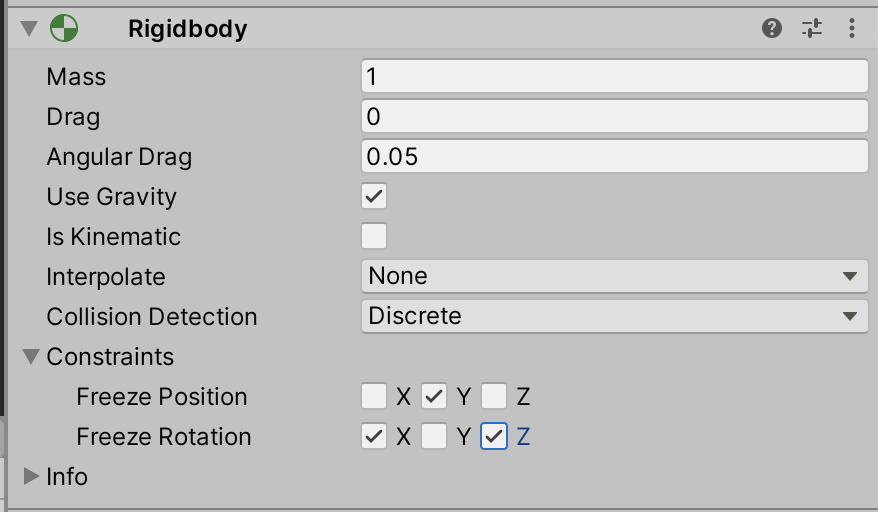 Rigidbody
Mass 1
Drag 0
Angular Drag 0.05
Use Gravity
Is Kinematic
Interpolate None
Collision Detection Discrete
Constraints
Freeze Position X Y Z
Freeze Rotation X Y Z
Info